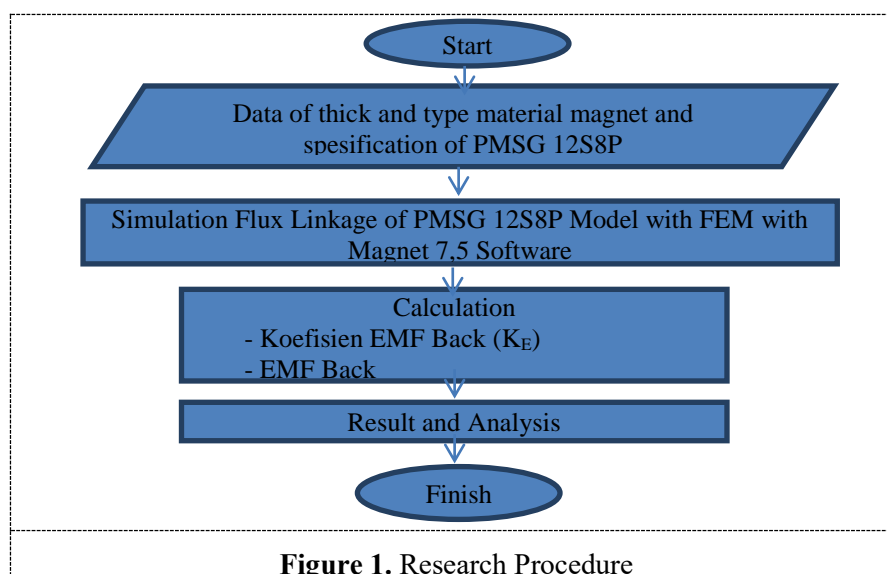 Start
Data of thick and type material magnet and
spesification of PMSG 12S8P
Simulation Flux Linkage of PMSG 12S8P Model with FEM with
Magnet 7,5 Software
Calculation
- Koefisien EMF Back (KE)
- EMF Back
Result and Analysis
Finish
Figure 1. Research Procedure